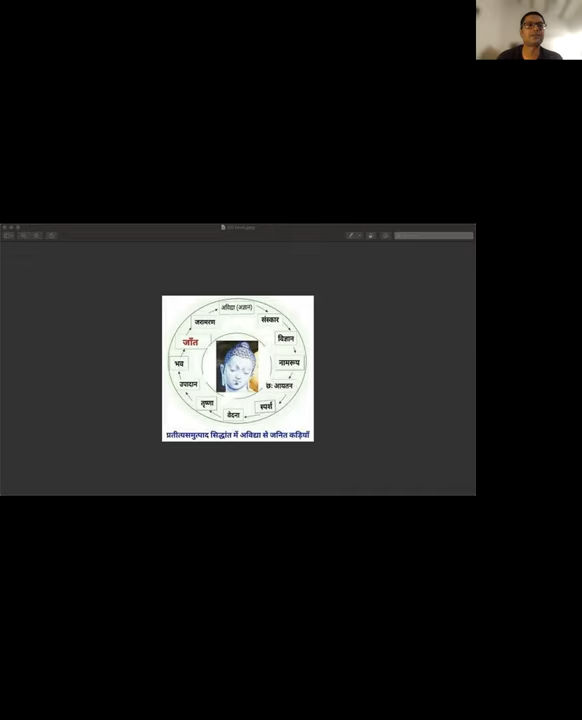 अविद्या (अज्ञान)
संस्कार
विज्ञान
नामरूप
छः आयतन
स्पर्श
वेदना
तृष्णा
उपादान
भव
जाँत
जरामरण
प्रतीत्यसमुत्पाद सिद्धांत में अविद्या से जनित कड़ियाँ